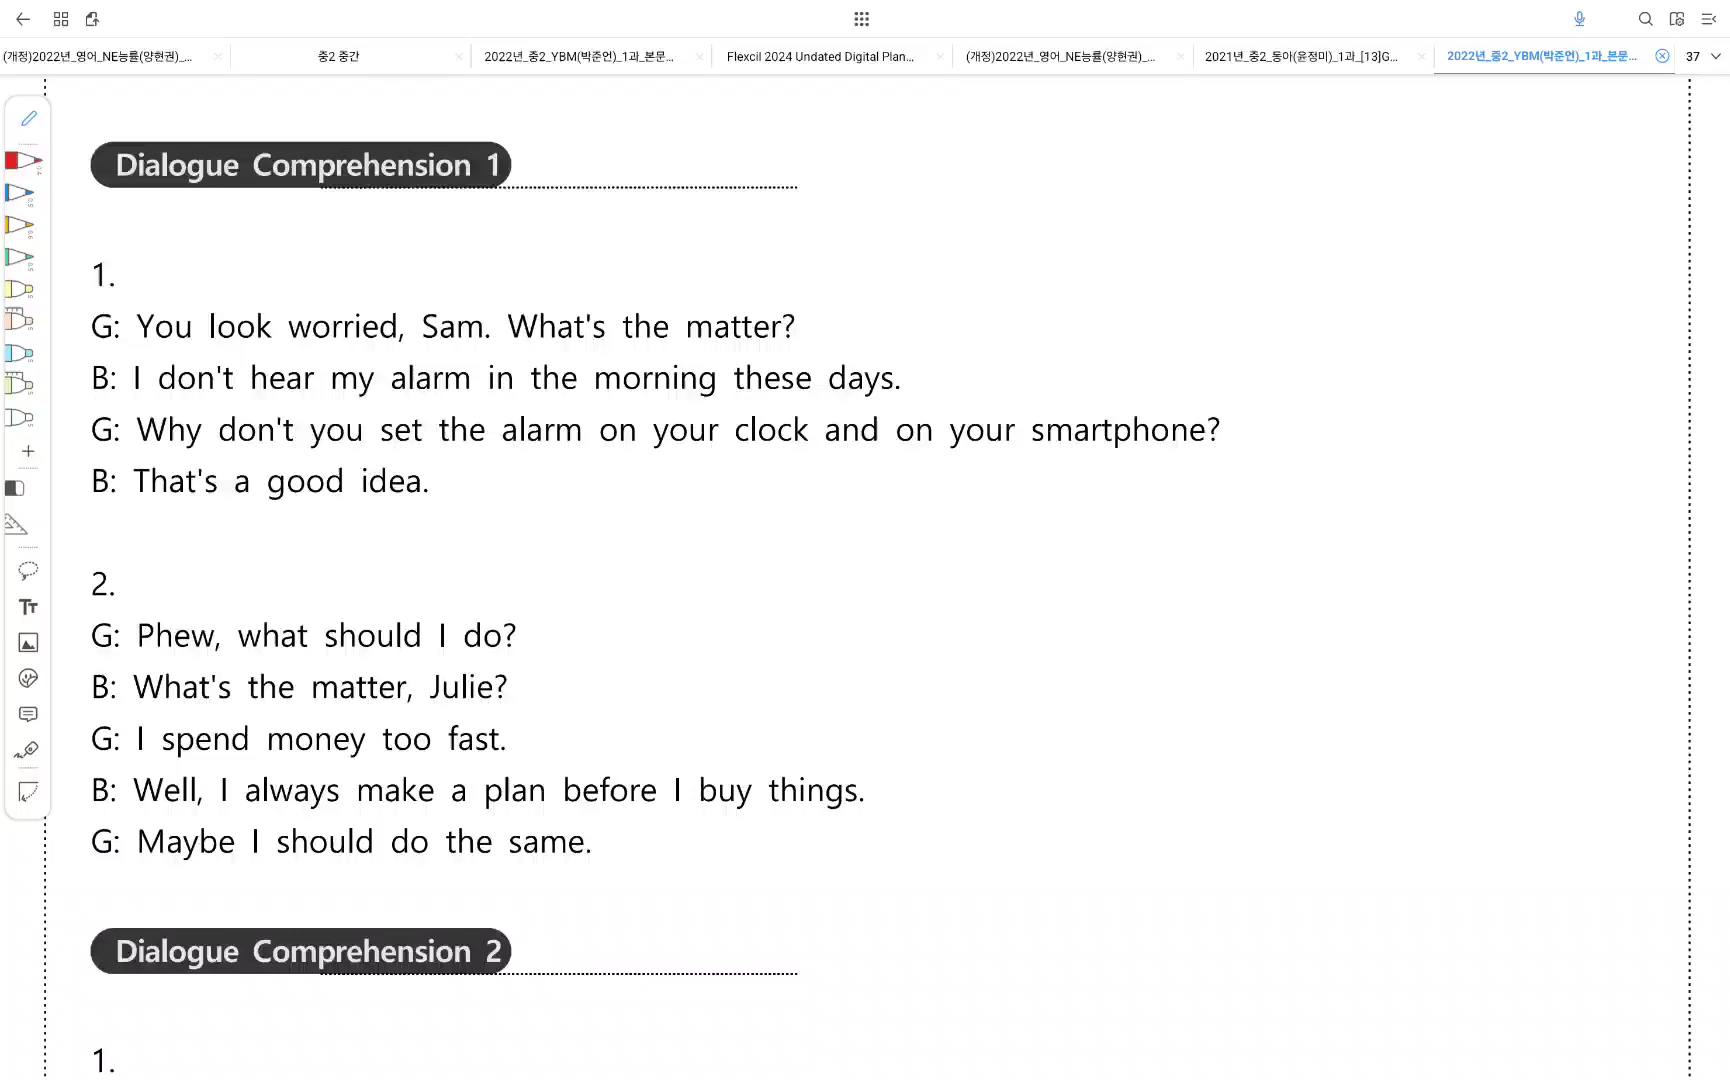 (개정)2022년_영어_NE능률(양현권)_...
중2 중간
2022년_중2_YBM(박준언)_1과_본문...
Flexcil 2024 Undated Digital Plan...
(개정)2022년_영어_NE능률(양현권)_...
2021년_중2_동아(윤정미)_1과_[13]G...
2022년_중2_YBM(박준언)_1과_본문...
37
Dialogue Comprehension 1
1.
G: You look worried, Sam. What's the matter?
B: I don't hear my alarm in the morning these days.
G: Why don't you set the alarm on your clock and on your smartphone?
B: That's a good idea.
2.
G: Phew, what should I do?
B: What's the matter, Julie?
G: I spend money too fast.
B: Well, I always make a plan before I buy things.
G: Maybe I should do the same.
Dialogue Comprehension 2
1.